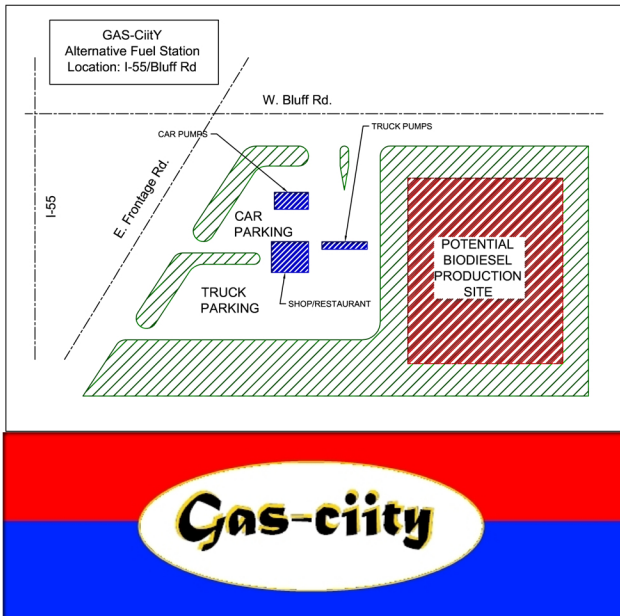 GAS-CiitY
Alternative Fuel Station
Location: I-55/Bluff Rd
W. Bluff Rd.
CAR PUMPS
TRUCK PUMPS
I-55
E. Frontage Rd.
CAR
PARKING
POTENTIAL
BIODIESEL
PRODUCTION
SITE
TRUCK
PARKING
SHOP/RESTAURANT
Gas-ciity